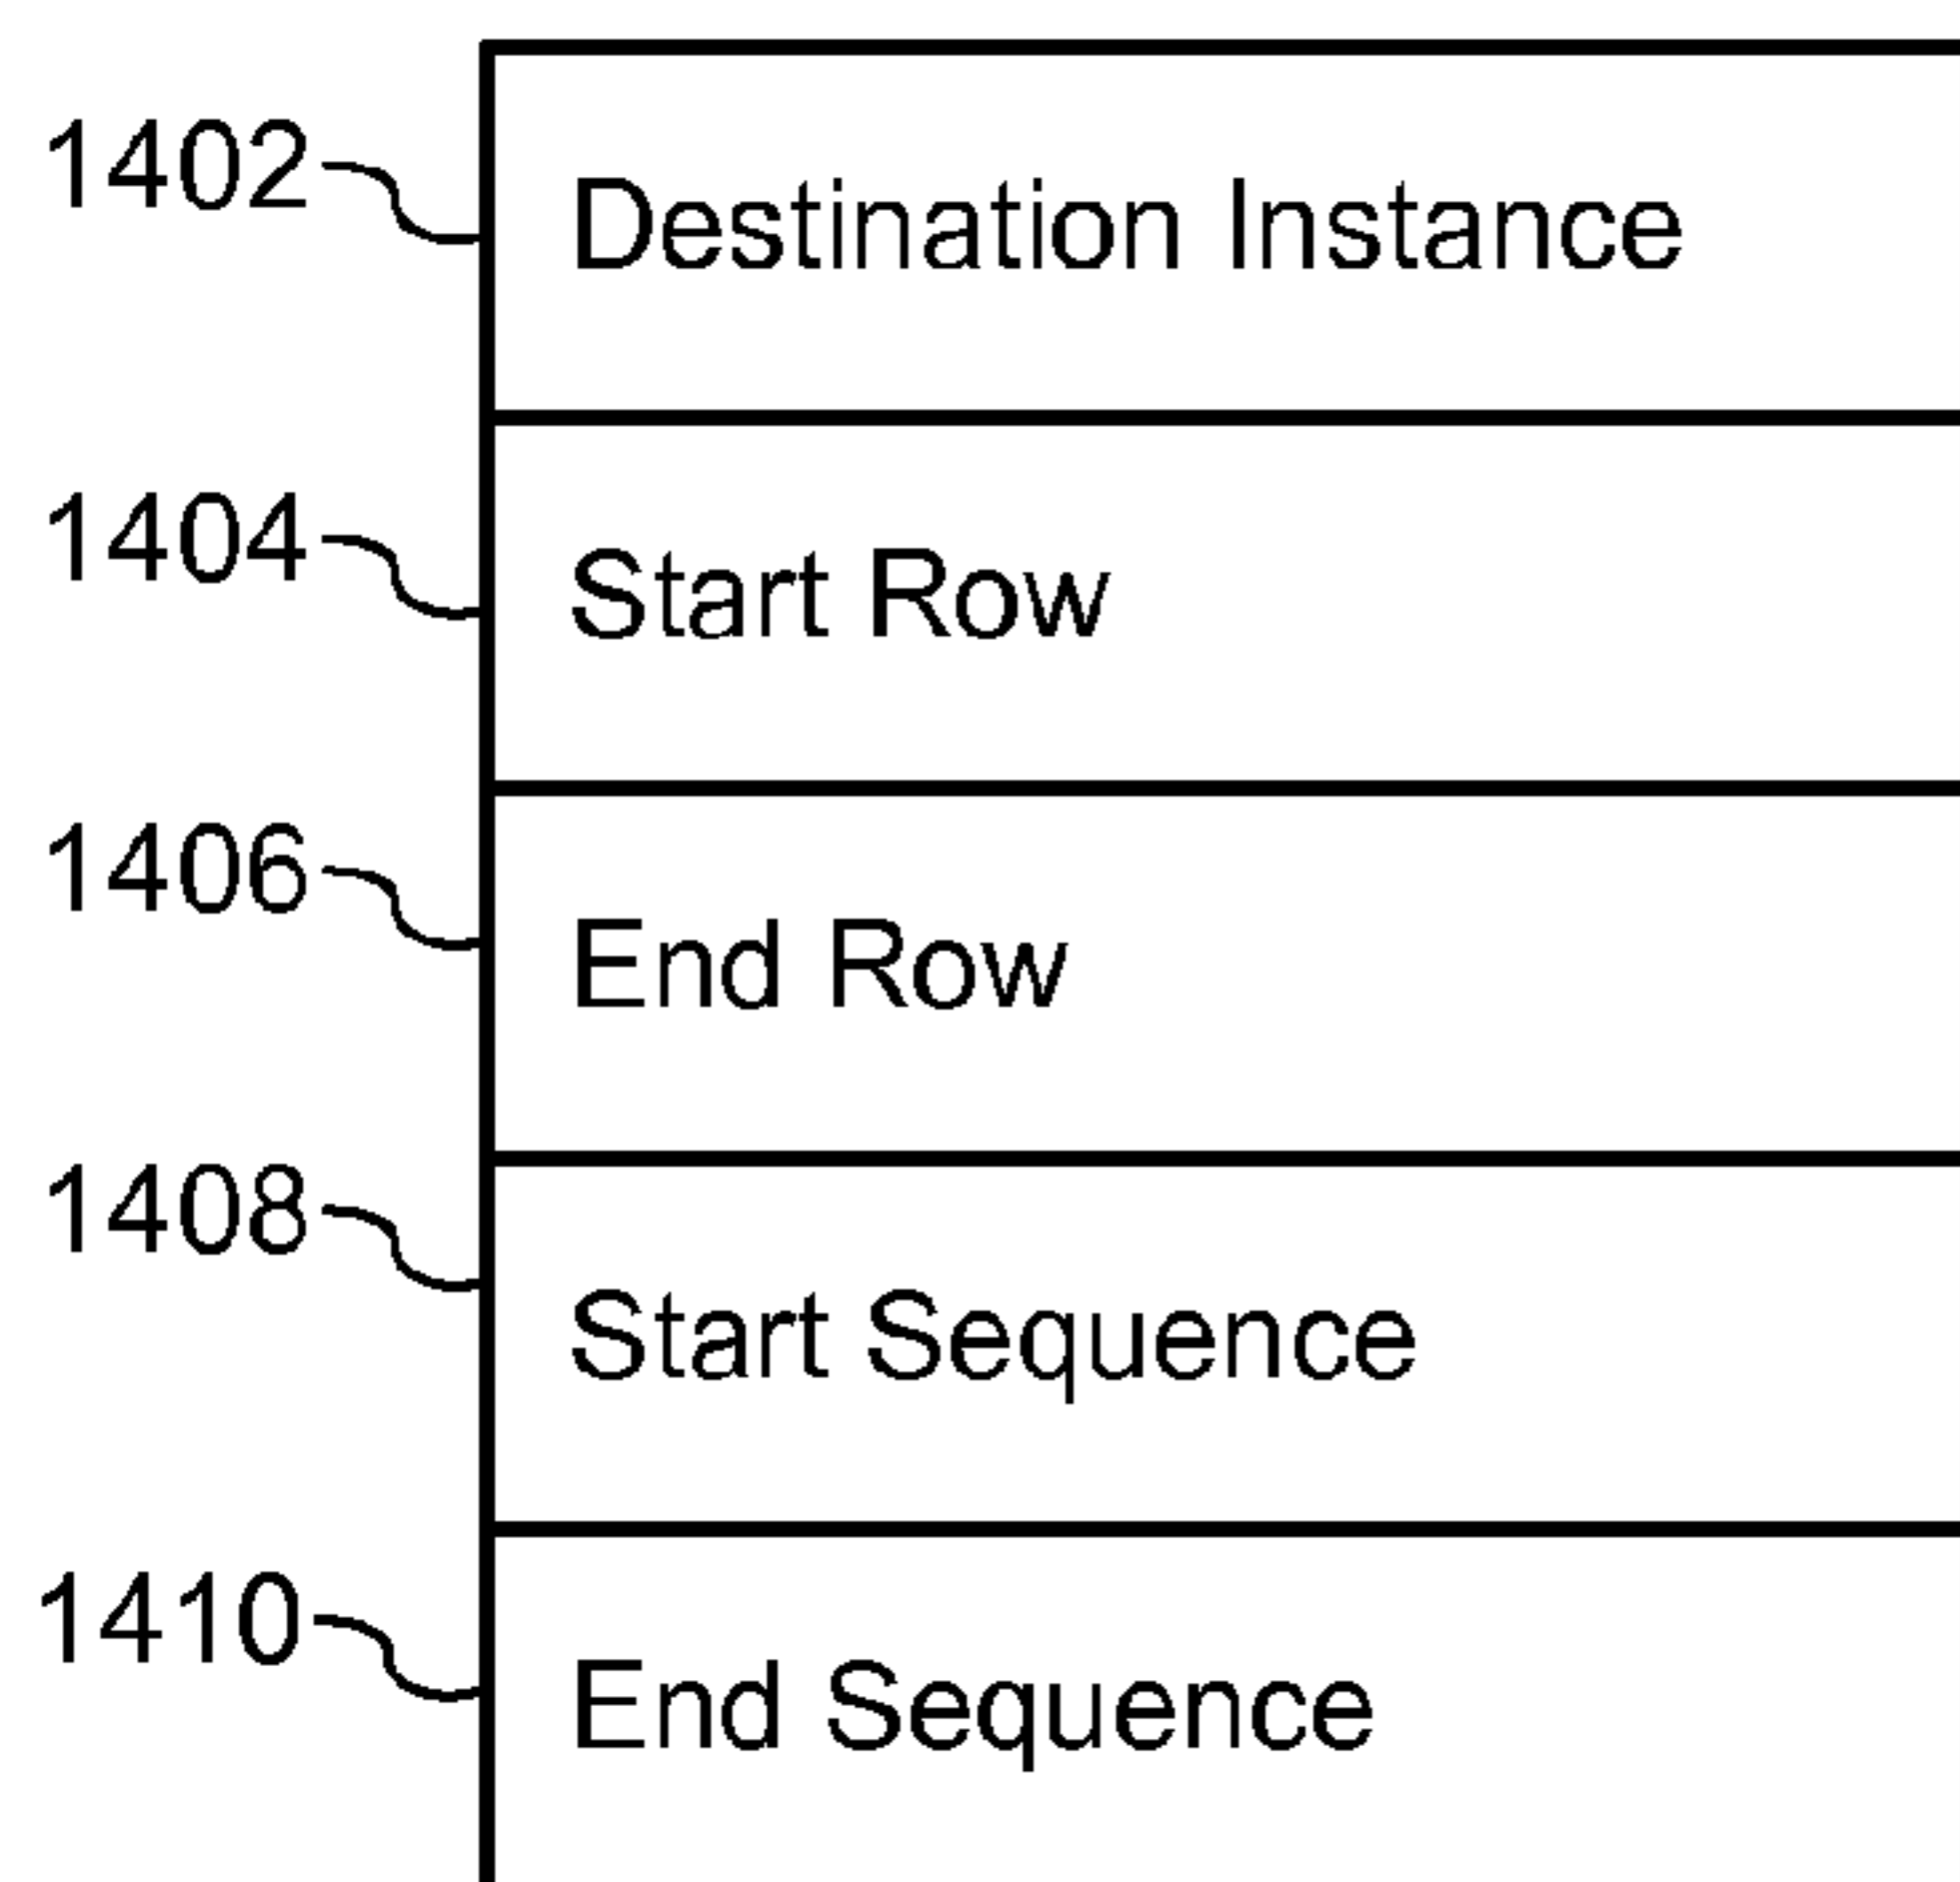 1402
Destination Instance
1404
Start Row
1406
End Row
1408
Start Sequence
1410
End Sequence